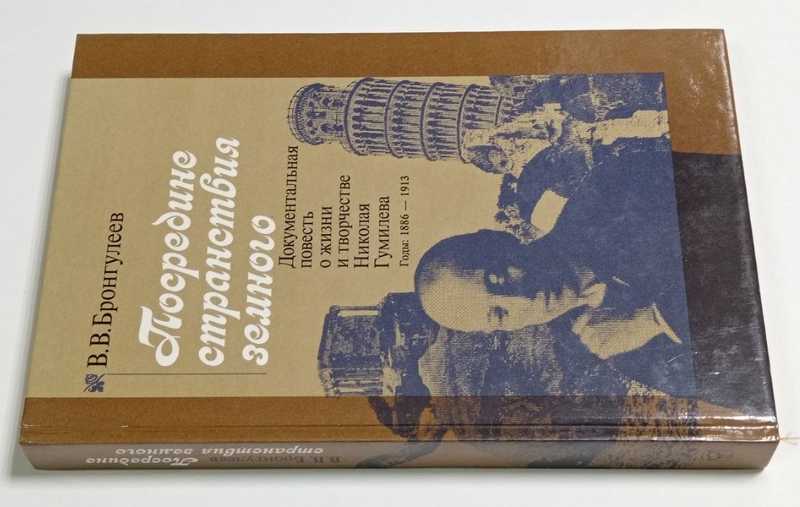 В. В. Бронгулеев
Посредине
странствия
земного
Документальная
повесть
о жизни
и творчестве
Николая
Гумилева
Годы: 1886 — 1913
В. В. Бронгулеев
Посредине
странствия земного